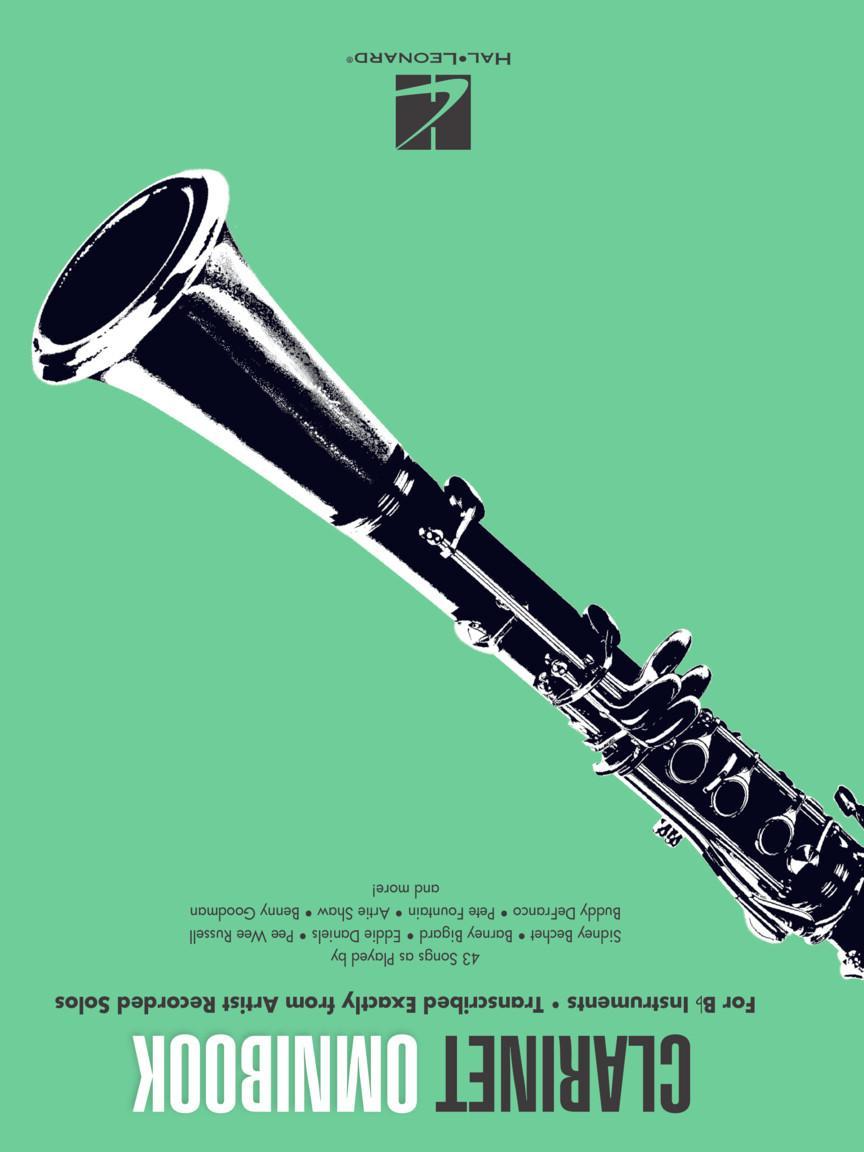 CLARINET OMNIBOOK
For B♭ Instruments • Transcribed Exactly from Artist Recorded Solos
43 Songs as Played by
Sidney Bechet • Barney Bigard • Eddie Daniels • Pee Wee Russell
Buddy DeFranco • Pete Fountain • Artie Shaw • Benny Goodman
and more!
HAL•LEONARD®